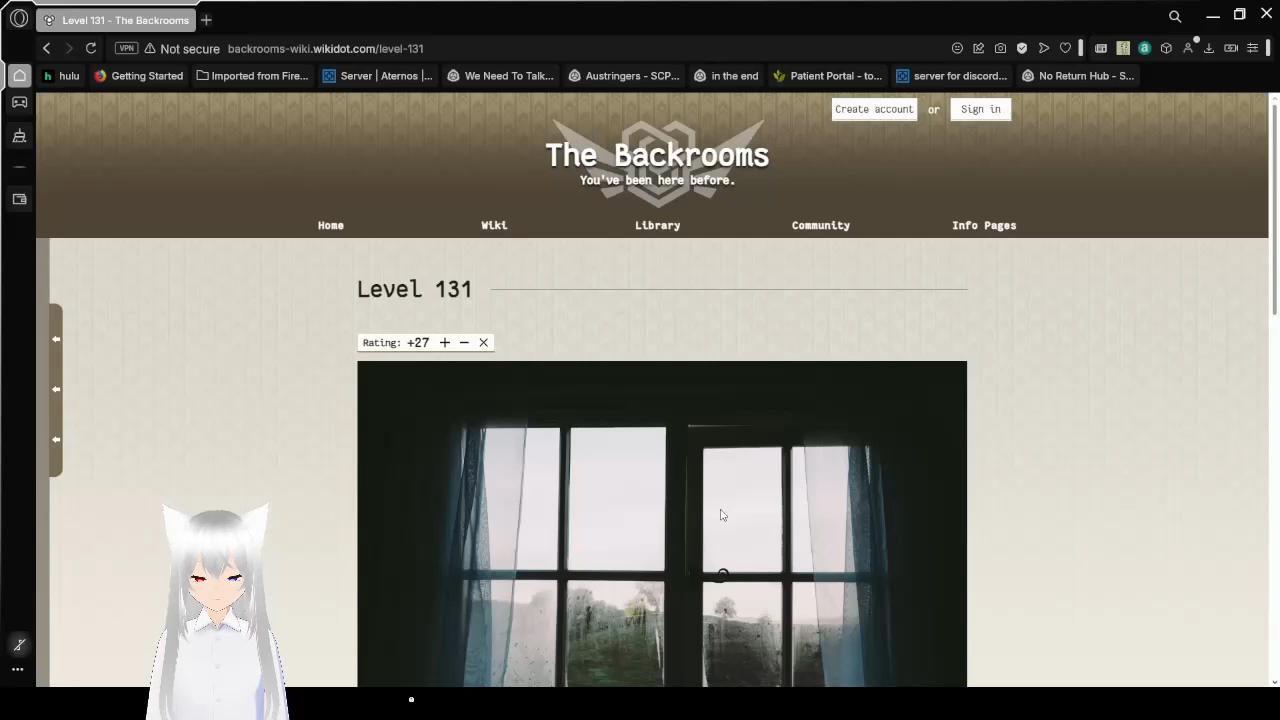 Level 131 - The Backrooms
VPN Not secure backrooms-wiki.wikidot.com/level-131
hulu Getting Started Imported from Fire... Server | Aternos |... We Need To Talk... Austringers - SCP... in the end Patient Portal - to... server for discord... No Return Hub - S...
Create account or Sign in
The Backrooms
You've been here before.
Home Wiki Library Community Info Pages
Level 131
Rating: +27 + − ×